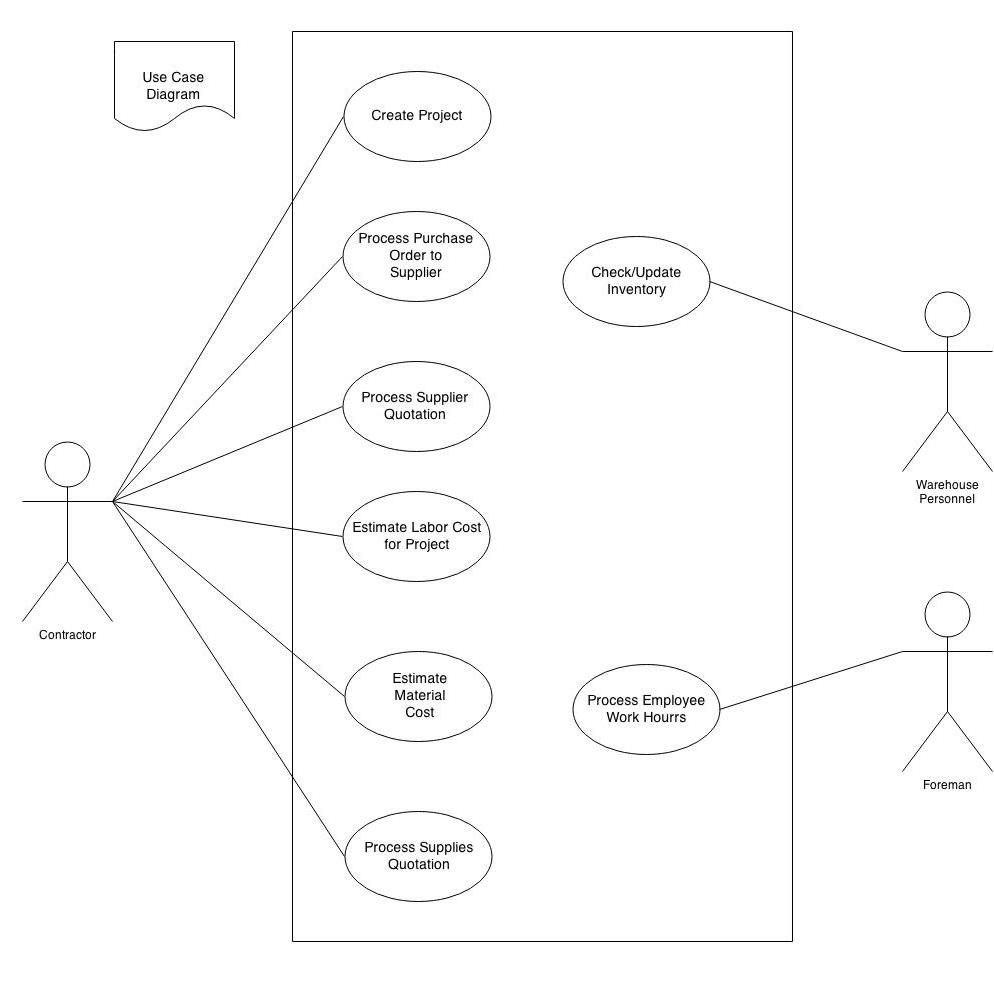 Use Case
Diagram
Create Project
Process Purchase
Order to
Supplier
Check/Update
Inventory
Process Supplier
Quotation
Warehouse
Personnel
Estimate Labor Cost
for Project
Contractor
Estimate
Material
Cost
Process Employee
Work Hourrs
Foreman
Process Supplies
Quotation